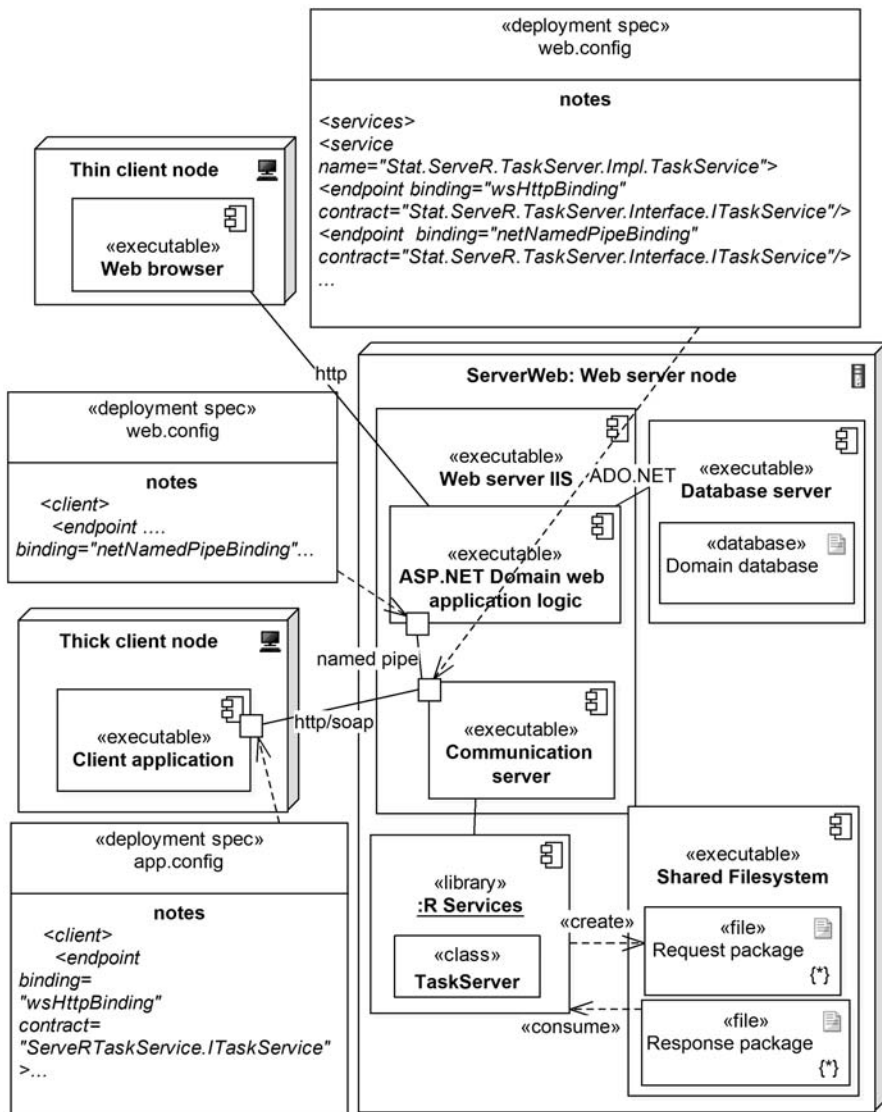 «deployment spec»
web.config
notes
<services>
<service
name="Stat.ServeR.TaskServer.Impl.TaskService">
<endpoint binding="wsHttpBinding"
contract="Stat.ServeR.TaskServer.Interface.ITaskService"/>
<endpoint  binding="netNamedPipeBinding"
contract="Stat.ServeR.TaskServer.Interface.ITaskService"/>
...
Thin client node
«executable»
Web browser
http
ServerWeb: Web server node
«deployment spec»
web.config
notes
<client>
<endpoint ....
binding="netNamedPipeBinding"...
«executable»
Web server IIS
ADO.NET
«executable»
Database server
«database»
Domain database
«executable»
ASP.NET Domain web
application logic
named pipe
Thick client node
«executable»
Client application
http/soap
«executable»
Communication
server
«deployment spec»
app.config
notes
<client>
<endpoint
binding=
"wsHttpBinding"
contract=
"ServeRTaskService.ITaskService"
>...
«library»
:R Services
«class»
TaskServer
«create»
«consume»
«executable»
Shared Filesystem
«file»
Request package
{*}
«file»
Response package
{*}